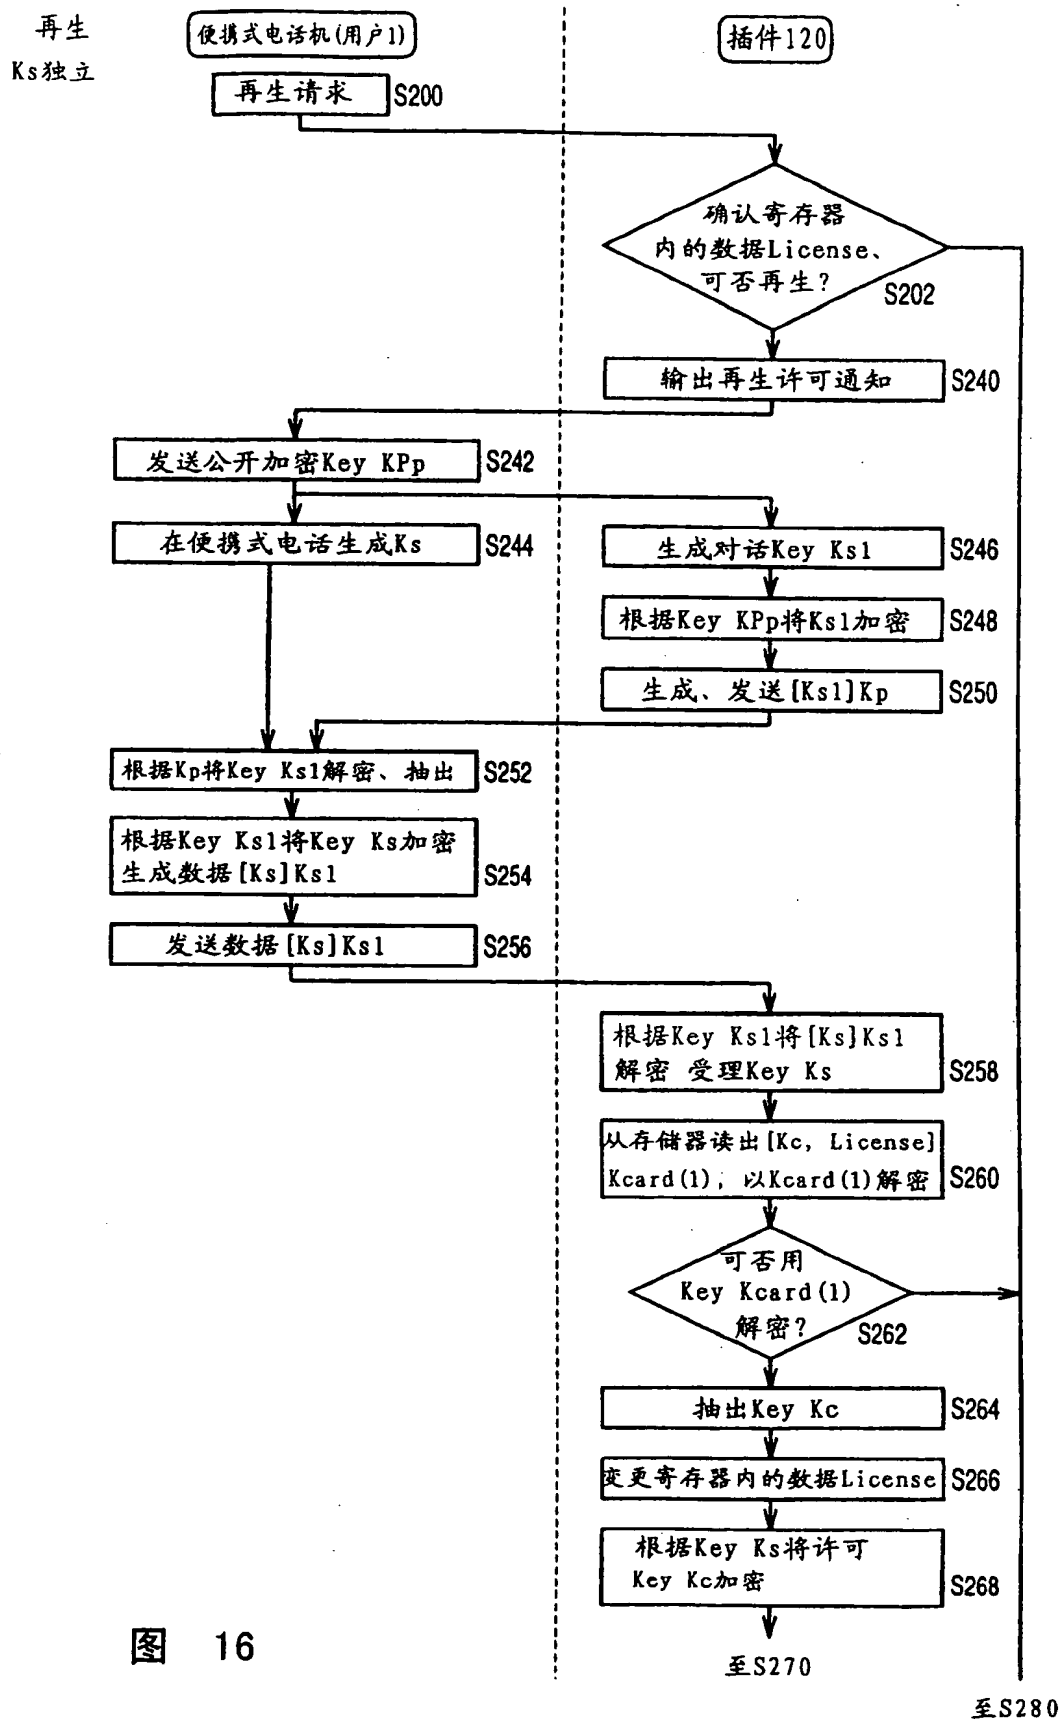 再生
Ks独立
便携式电话机(用户1)
插件120
再生请求
S200
确认寄存器
内的数据License、
可否再生?
S202
输出再生许可通知
S240
发送公开加密Key KPp
S242
在便携式电话生成Ks
S244
生成对话Key Ks1
S246
根据Key KPp将Ks1加密
S248
生成、发送[Ks1]Kp
S250
根据Kp将Key Ks1解密、抽出
S252
根据Key Ks1将Key Ks加密
生成数据[Ks]Ks1
S254
发送数据[Ks]Ks1
S256
根据Key Ks1将[Ks]Ks1
解密 受理Key Ks
S258
从存储器读出[Kc, License]
Kcard(1), 以Kcard(1)解密
S260
可否用
Key Kcard(1)
解密?
S262
抽出Key Kc
S264
变更寄存器内的数据License
S266
根据Key Ks将许可
Key Kc加密
S268
至S270
至S280
图 16